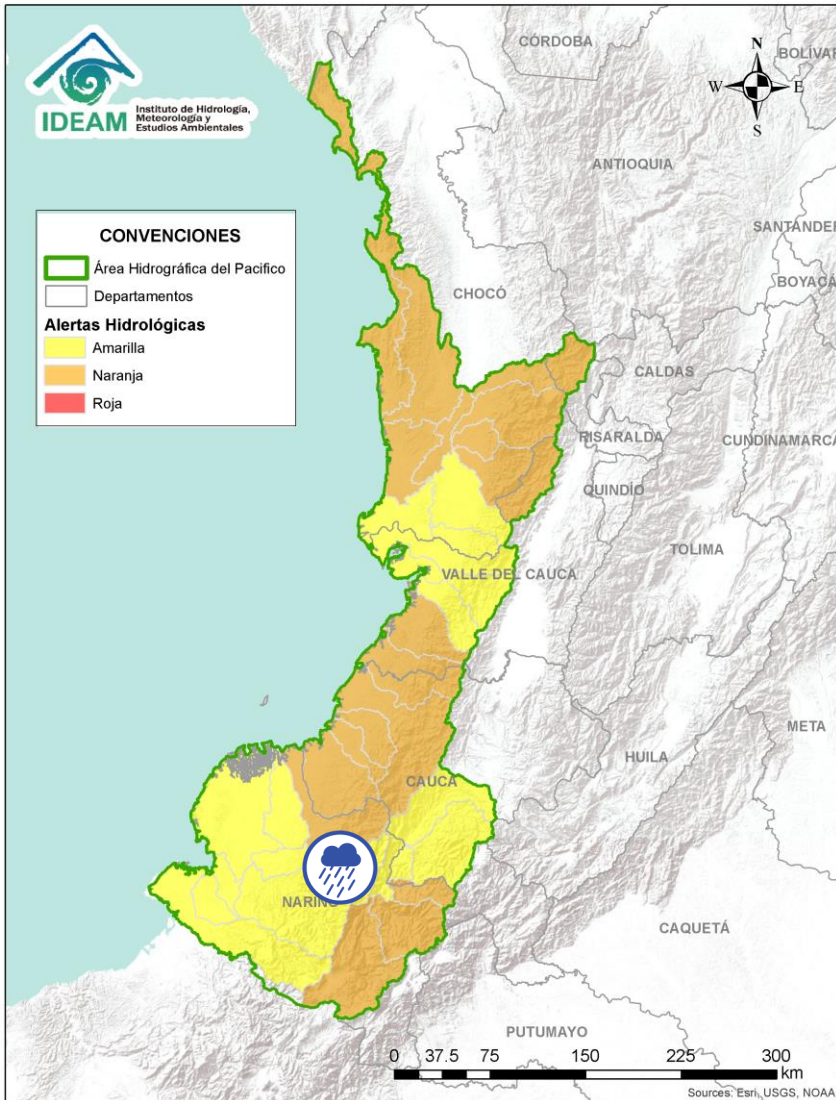 CÓRDOBA
BOLÍVAR
N
W E
S
IDEAM
Instituto de Hidrología,
Meteorología y
Estudios Ambientales
ANTIOQUIA
SANTANDER
CONVENCIONES
Área Hidrográfica del Pacifico
Departamentos
Alertas Hidrológicas
Amarilla
Naranja
Roja
BOYACÁ
CHOCÓ
CALDAS
RISARALDA
CUNDINAMARCA
QUINDÍO
TOLIMA
VALLE DEL CAUCA
META
HUILA
CAUCA
NARIÑO
CAQUETÁ
PUTUMAYO
0 37.5 75 150 225 300
km
Sources: Esri, USGS, NOAA